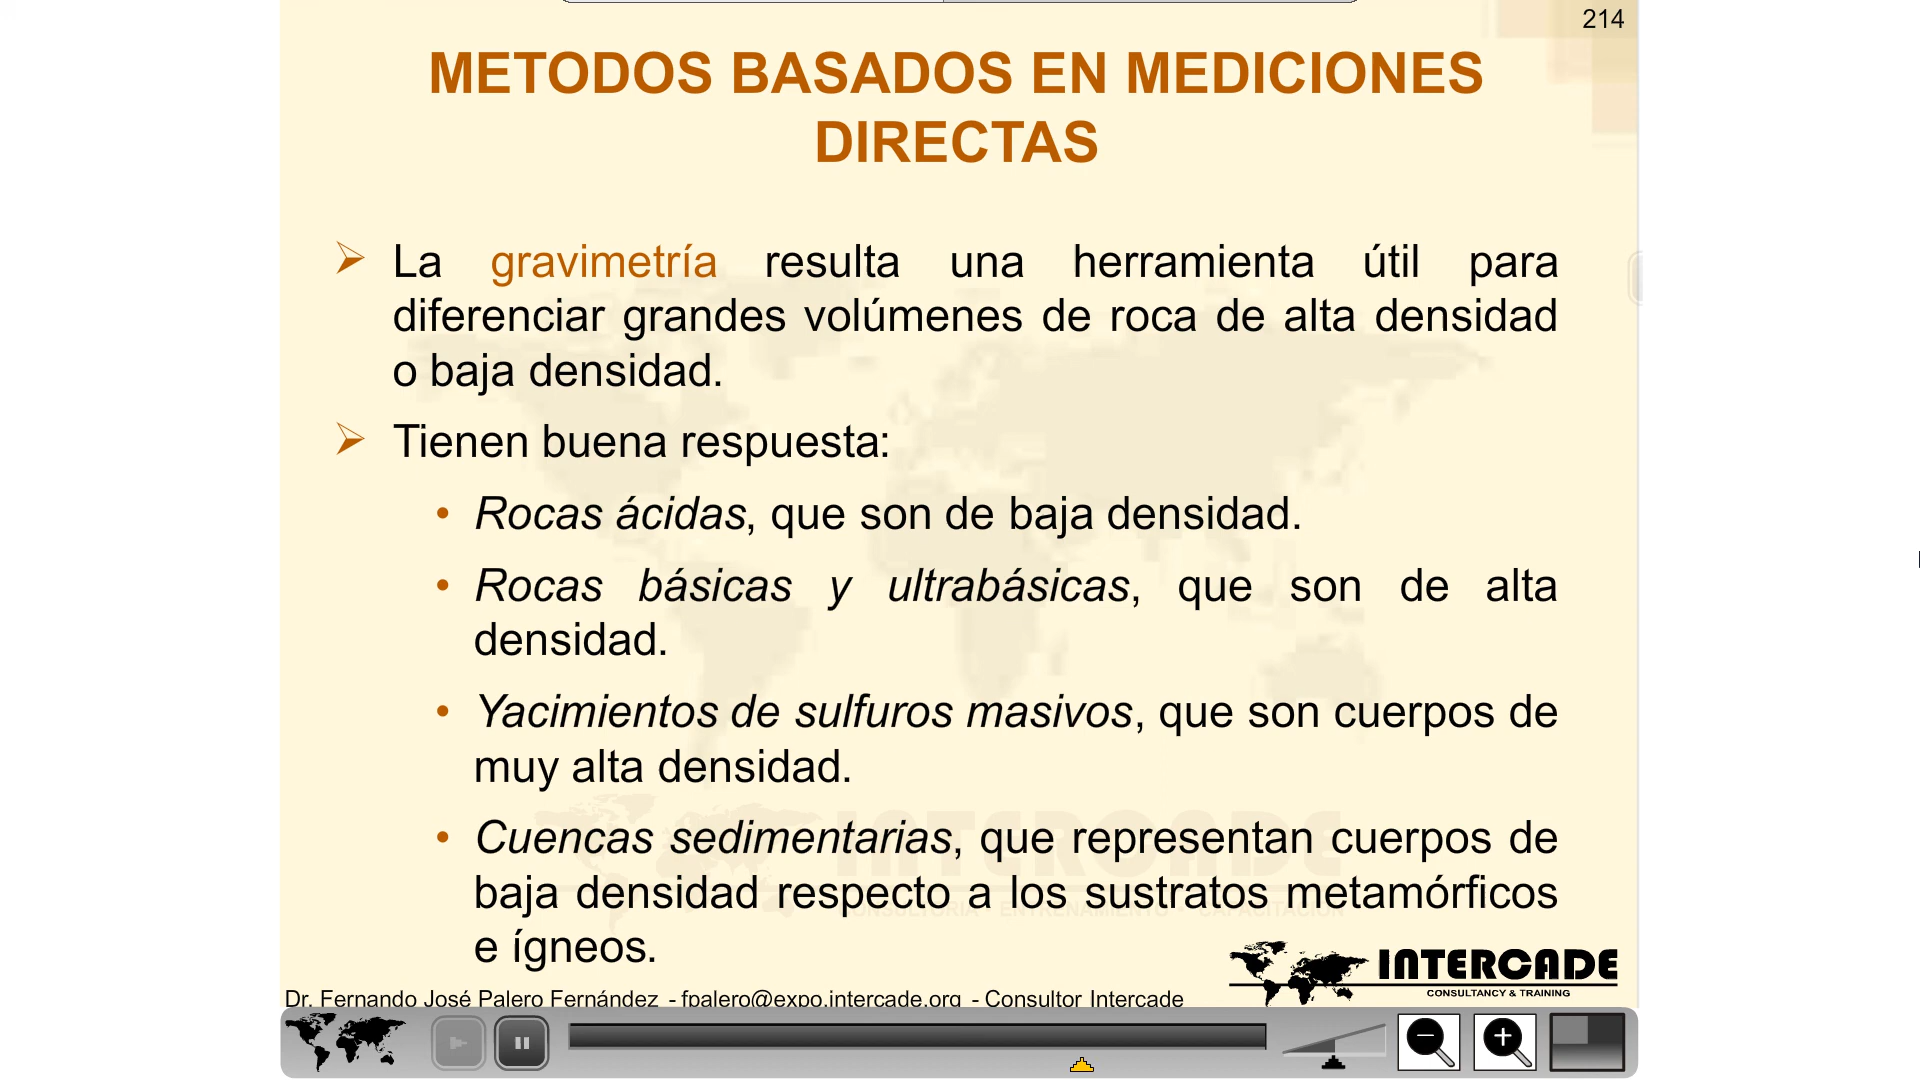 214
METODOS BASADOS EN MEDICIONES
DIRECTAS
La gravimetría resulta una herramienta útil para
diferenciar grandes volúmenes de roca de alta densidad
o baja densidad.
Tienen buena respuesta:
• Rocas ácidas, que son de baja densidad.
• Rocas básicas y ultrabásicas, que son de alta
densidad.
• Yacimientos de sulfuros masivos, que son cuerpos de
muy alta densidad.
• Cuencas sedimentarias, que representan cuerpos de
baja densidad respecto a los sustratos metamórficos
e ígneos.
INTERCADE
CONSULTORIA - ENTRENAMIENTO - CAPACITACION
INTERCADE
CONSULTANCY & TRAINING
Dr. Fernando José Palero Fernández - fpalero@expo.intercade.org - Consultor Intercade